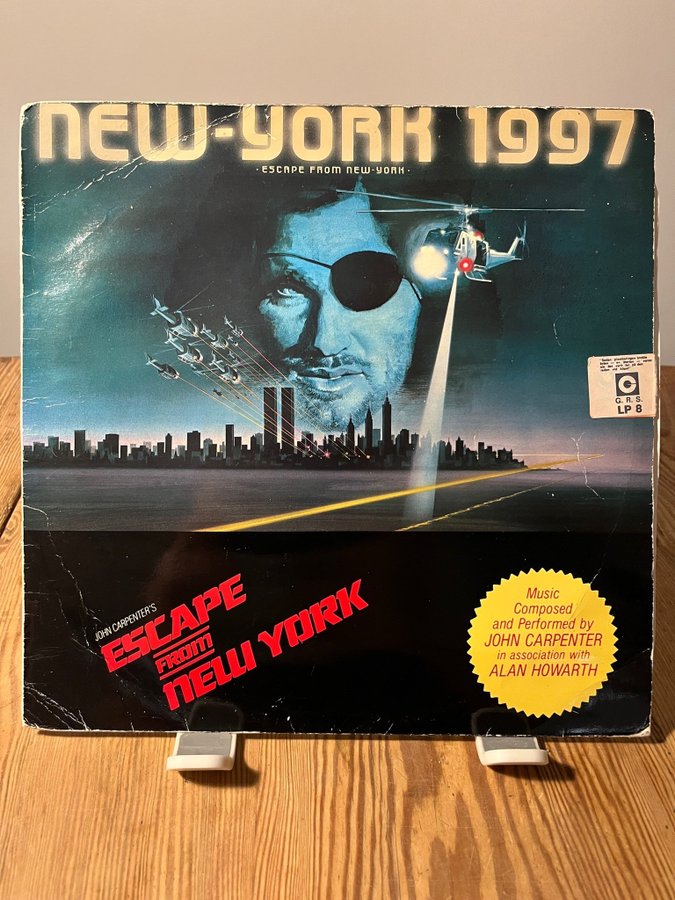 NEW-YORK 1997
· ESCAPE FROM NEW-YORK ·
G. R. S.
LP 8
JOHN CARPENTER'S
ESCAPE
FROM
NEW YORK
Music
Composed
and Performed by
JOHN CARPENTER
in association with
ALAN HOWARTH